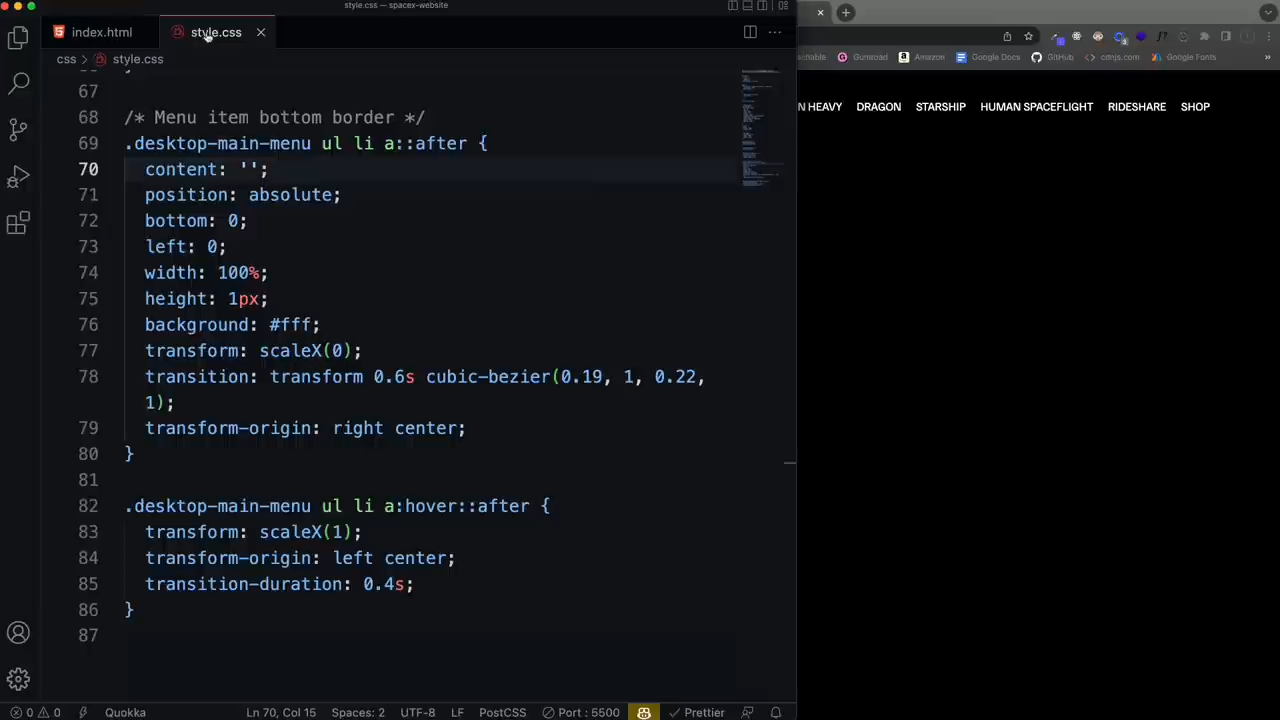 style.css — spacex-website
index.html
style.css
css > style.css
67
68 /* Menu item bottom border */
69 .desktop-main-menu ul li a::after {
70 content: '';
71 position: absolute;
72 bottom: 0;
73 left: 0;
74 width: 100%;
75 height: 1px;
76 background: #fff;
77 transform: scaleX(0);
78 transition: transform 0.6s cubic-bezier(0.19, 1, 0.22,
1);
79 transform-origin: right center;
80 }
81
82 .desktop-main-menu ul li a:hover::after {
83 transform: scaleX(1);
84 transform-origin: left center;
85 transition-duration: 0.4s;
86 }
87
0 0 Quokka Ln 70, Col 15 Spaces: 2 UTF-8 LF PostCSS Port : 5500 Prettier
Gumroad Amazon Google Docs GitHub <> cdnjs.com Google Fonts
N HEAVY DRAGON STARSHIP HUMAN SPACEFLIGHT RIDESHARE SHOP